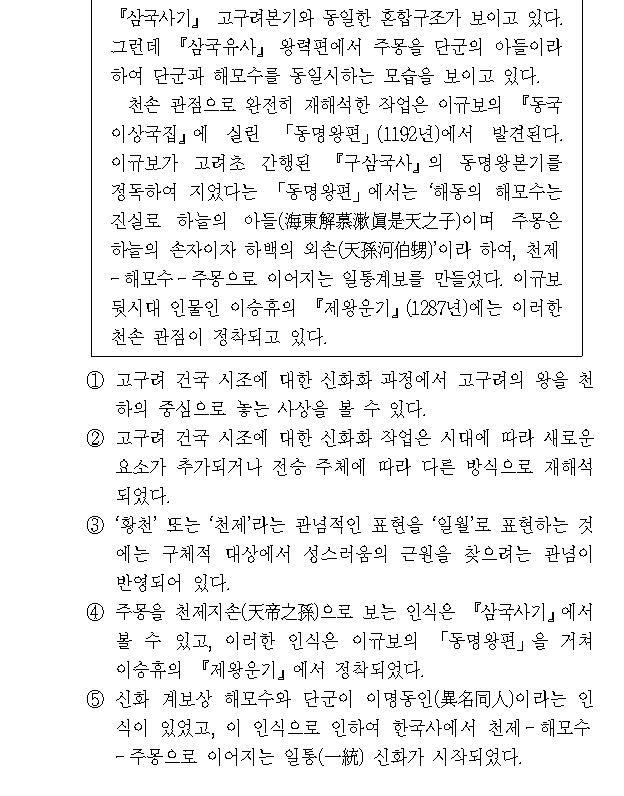 『삼국사기』 고구려본기와 동일한 혼합구조가 보이고 있다.
그런데 『삼국유사』 왕력편에서 주몽을 단군의 아들이라
하여 단군과 해모수를 동일시하는 모습을 보이고 있다.
천손 관점으로 완전히 재해석한 작업은 이규보의 『동국
이상국집』에 실린 「동명왕편」(1192년)에서 발견된다.
이규보가 고려초 간행된 『구삼국사』의 동명왕본기를
정독하여 지었다는 「동명왕편」에서는 ‘해동의 해모수는
진실로 하늘의 아들(海東解慕漱眞是天之子)이며 주몽은
하늘의 손자이자 하백의 외손(天孫河伯甥)’이라 하여, 천제
-해모수-주몽으로 이어지는 일통계보를 만들었다. 이규보
뒷시대 인물인 이승휴의 『제왕운기』(1287년)에는 이러한
천손 관점이 정착되고 있다.
① 고구려 건국 시조에 대한 신화화 과정에서 고구려의 왕을 천
하의 중심으로 놓는 사상을 볼 수 있다.
② 고구려 건국 시조에 대한 신화화 작업은 시대에 따라 새로운
요소가 추가되거나 전승 주체에 따라 다른 방식으로 재해석
되었다.
③ ‘황천’ 또는 ‘천제’라는 관념적인 표현을 ‘일월’로 표현하는 것
에는 구체적 대상에서 성스러움의 근원을 찾으려는 관념이
반영되어 있다.
④ 주몽을 천제지손(天帝之孫)으로 보는 인식은 『삼국사기』에서
볼 수 있고, 이러한 인식은 이규보의 「동명왕편」을 거쳐
이승휴의 『제왕운기』에서 정착되었다.
⑤ 신화 계보상 해모수와 단군이 이명동인(異名同人)이라는 인
식이 있었고, 이 인식으로 인하여 한국사에서 천제-해모수
-주몽으로 이어지는 일통(一統) 신화가 시작되었다.